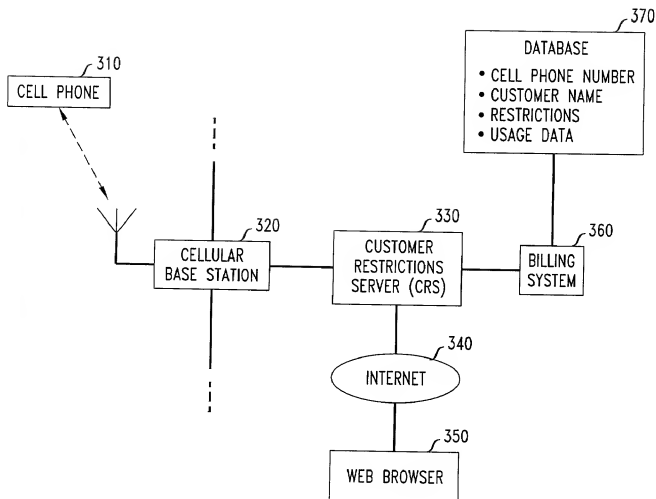 310
CELL PHONE
370
DATABASE
• CELL PHONE NUMBER
• CUSTOMER NAME
• RESTRICTIONS
• USAGE DATA
320
CELLULAR
BASE STATION
330
CUSTOMER
RESTRICTIONS
SERVER (CRS)
360
BILLING
SYSTEM
340
INTERNET
350
WEB BROWSER